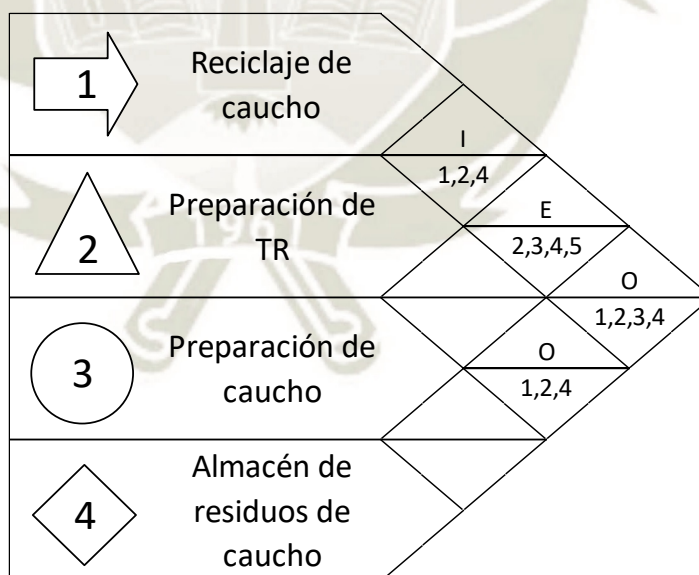 1
Reciclaje de
caucho
I
1,2,4
2
Preparación de
TR
E
2,3,4,5
O
1,2,3,4
3
Preparación de
caucho
O
1,2,4
4
Almacén de
residuos de
caucho